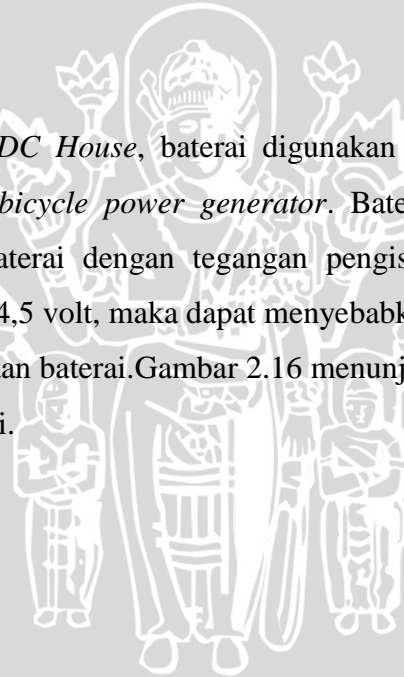 DC House, baterai digunakan
bicycle power generator. Bate
aterai dengan tegangan pengis
4,5 volt, maka dapat menyebabk
an baterai.Gambar 2.16 menunj
i.